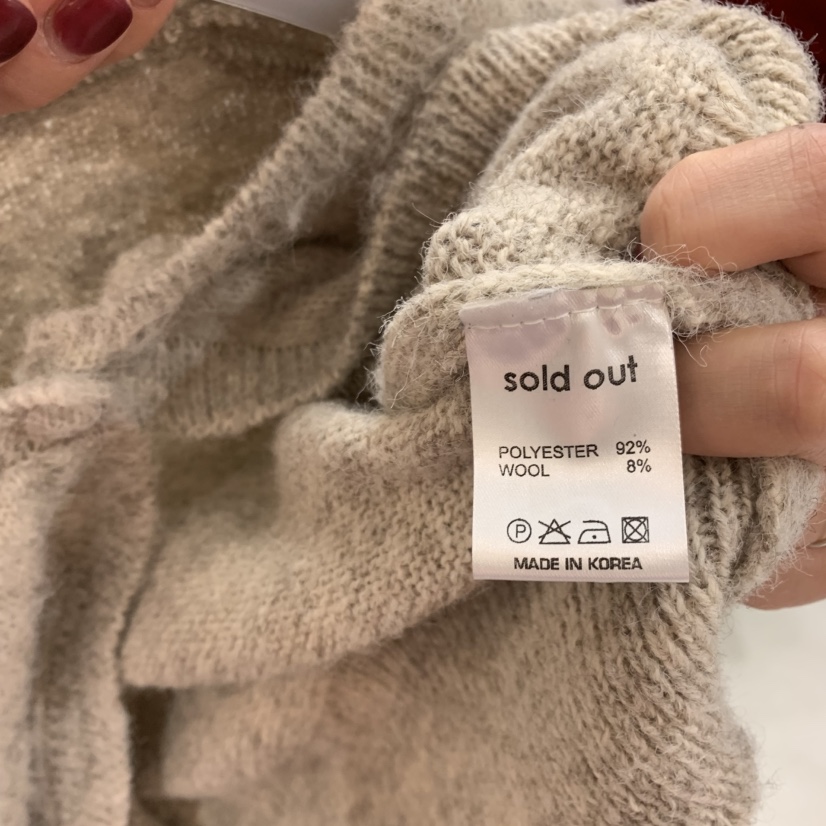 sold out
POLYESTER 92%
WOOL 8%
P
MADE IN KOREA